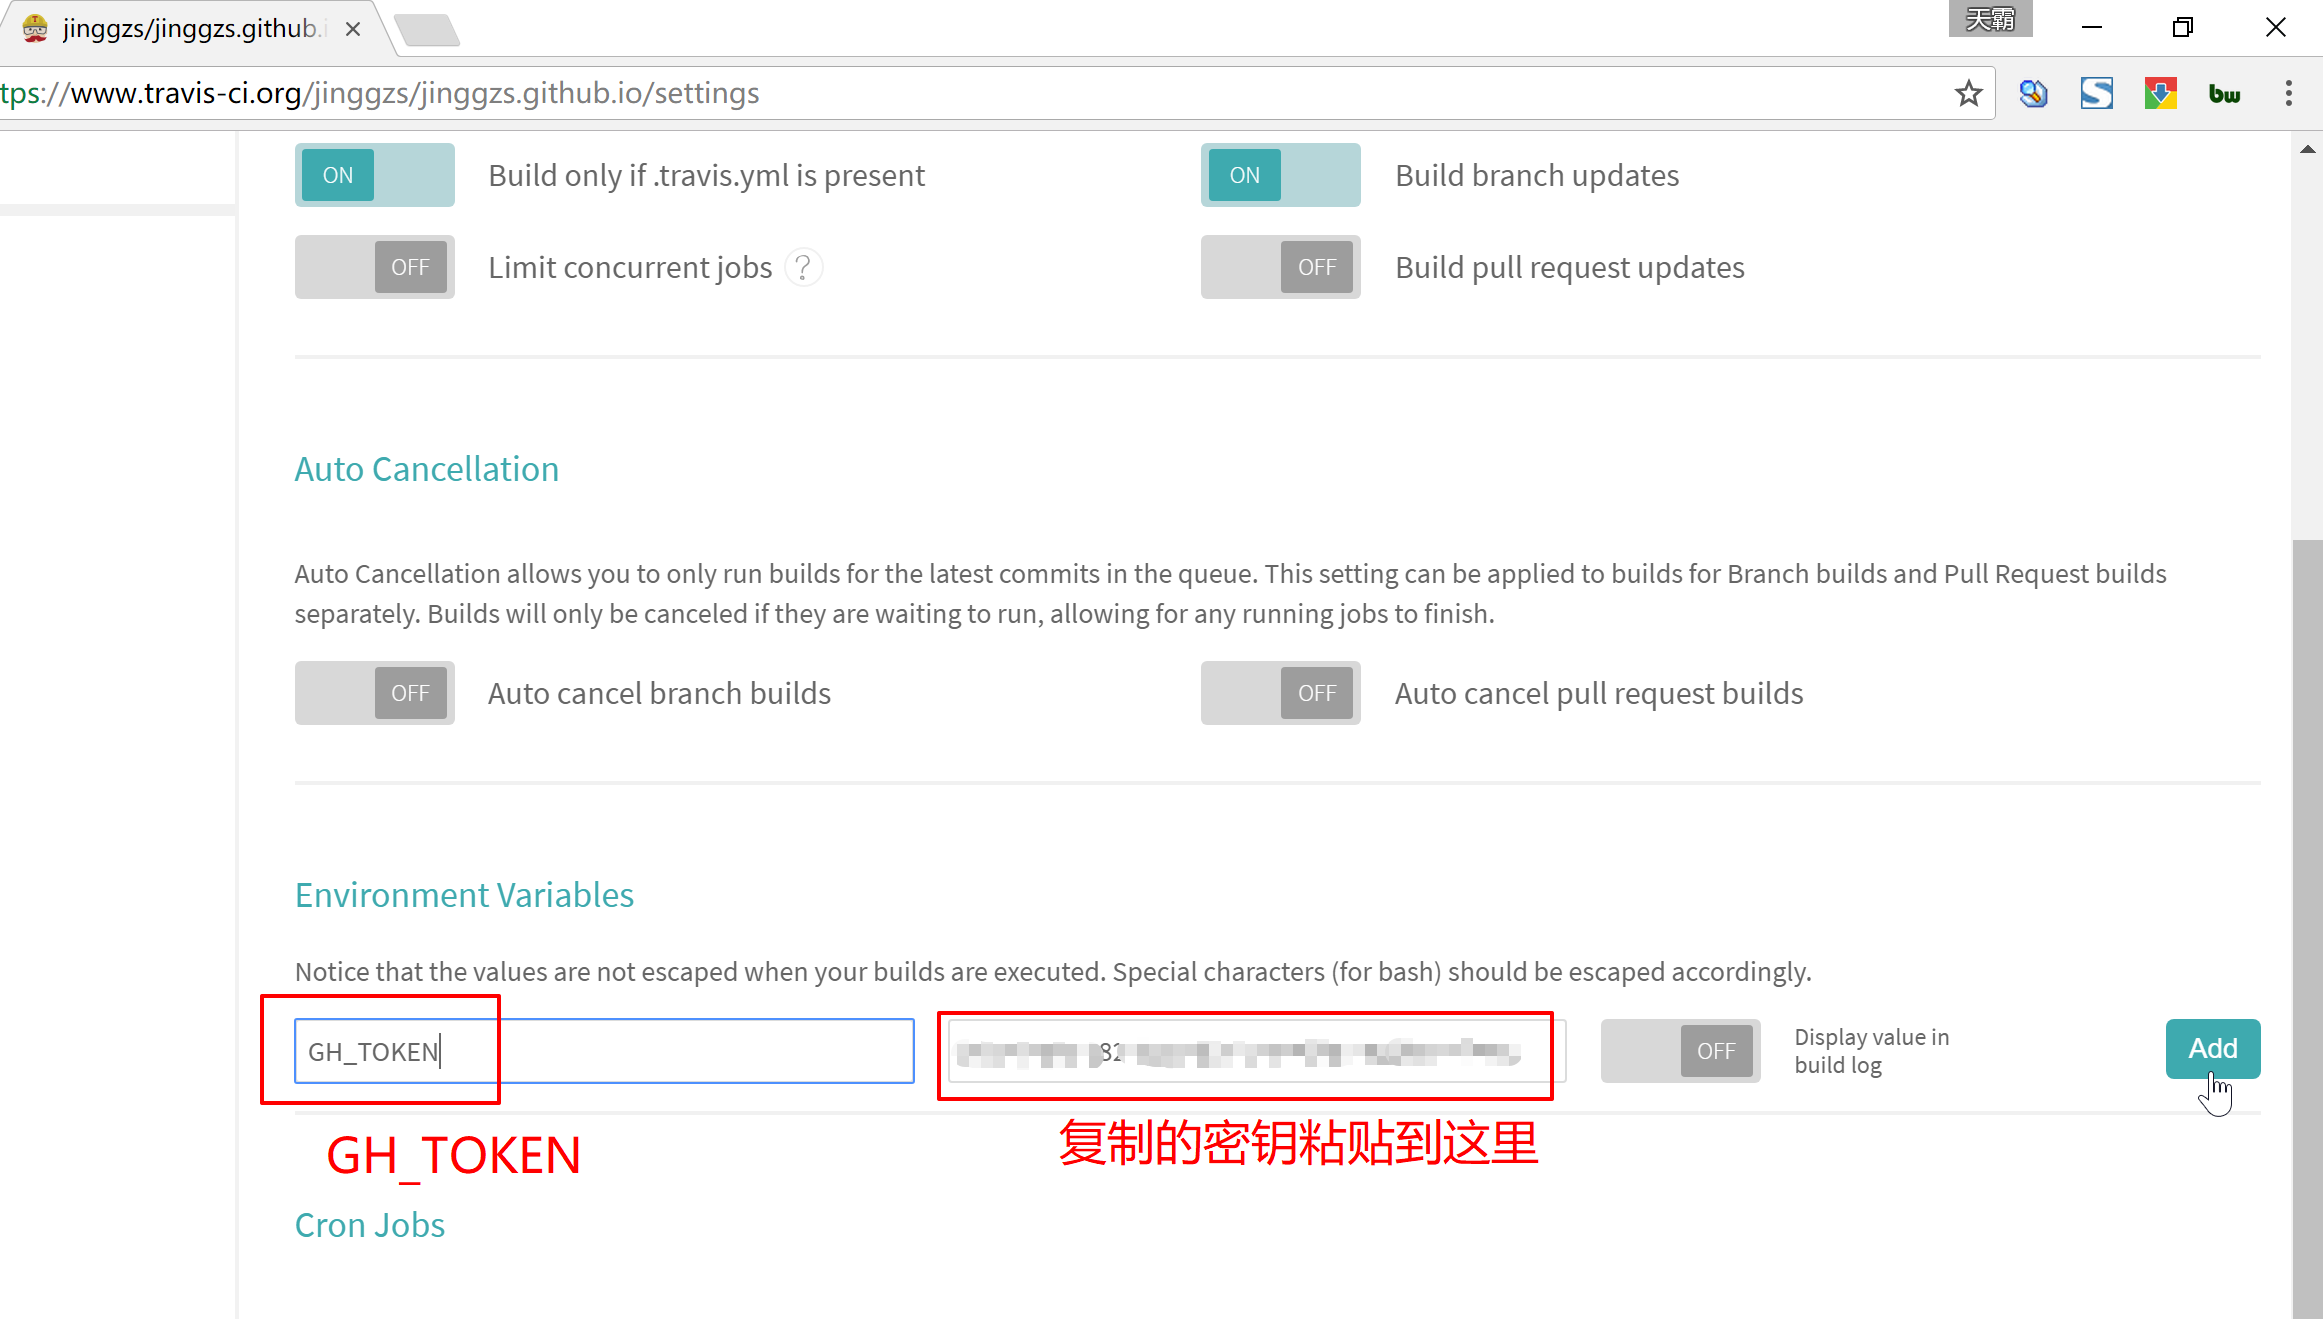 jinggzs/jinggzs.github.i
天霸
tps://www.travis-ci.org/jinggzs/jinggzs.github.io/settings
bw
ON Build only if .travis.yml is present
ON Build branch updates
OFF Limit concurrent jobs ?
OFF Build pull request updates
Auto Cancellation
Auto Cancellation allows you to only run builds for the latest commits in the queue. This setting can be applied to builds for Branch builds and Pull Request builds
separately. Builds will only be canceled if they are waiting to run, allowing for any running jobs to finish.
OFF Auto cancel branch builds
OFF Auto cancel pull request builds
Environment Variables
Notice that the values are not escaped when your builds are executed. Special characters (for bash) should be escaped accordingly.
GH_TOKEN
OFF
Display value in
build log
Add
GH_TOKEN
复制的密钥粘贴到这里
Cron Jobs